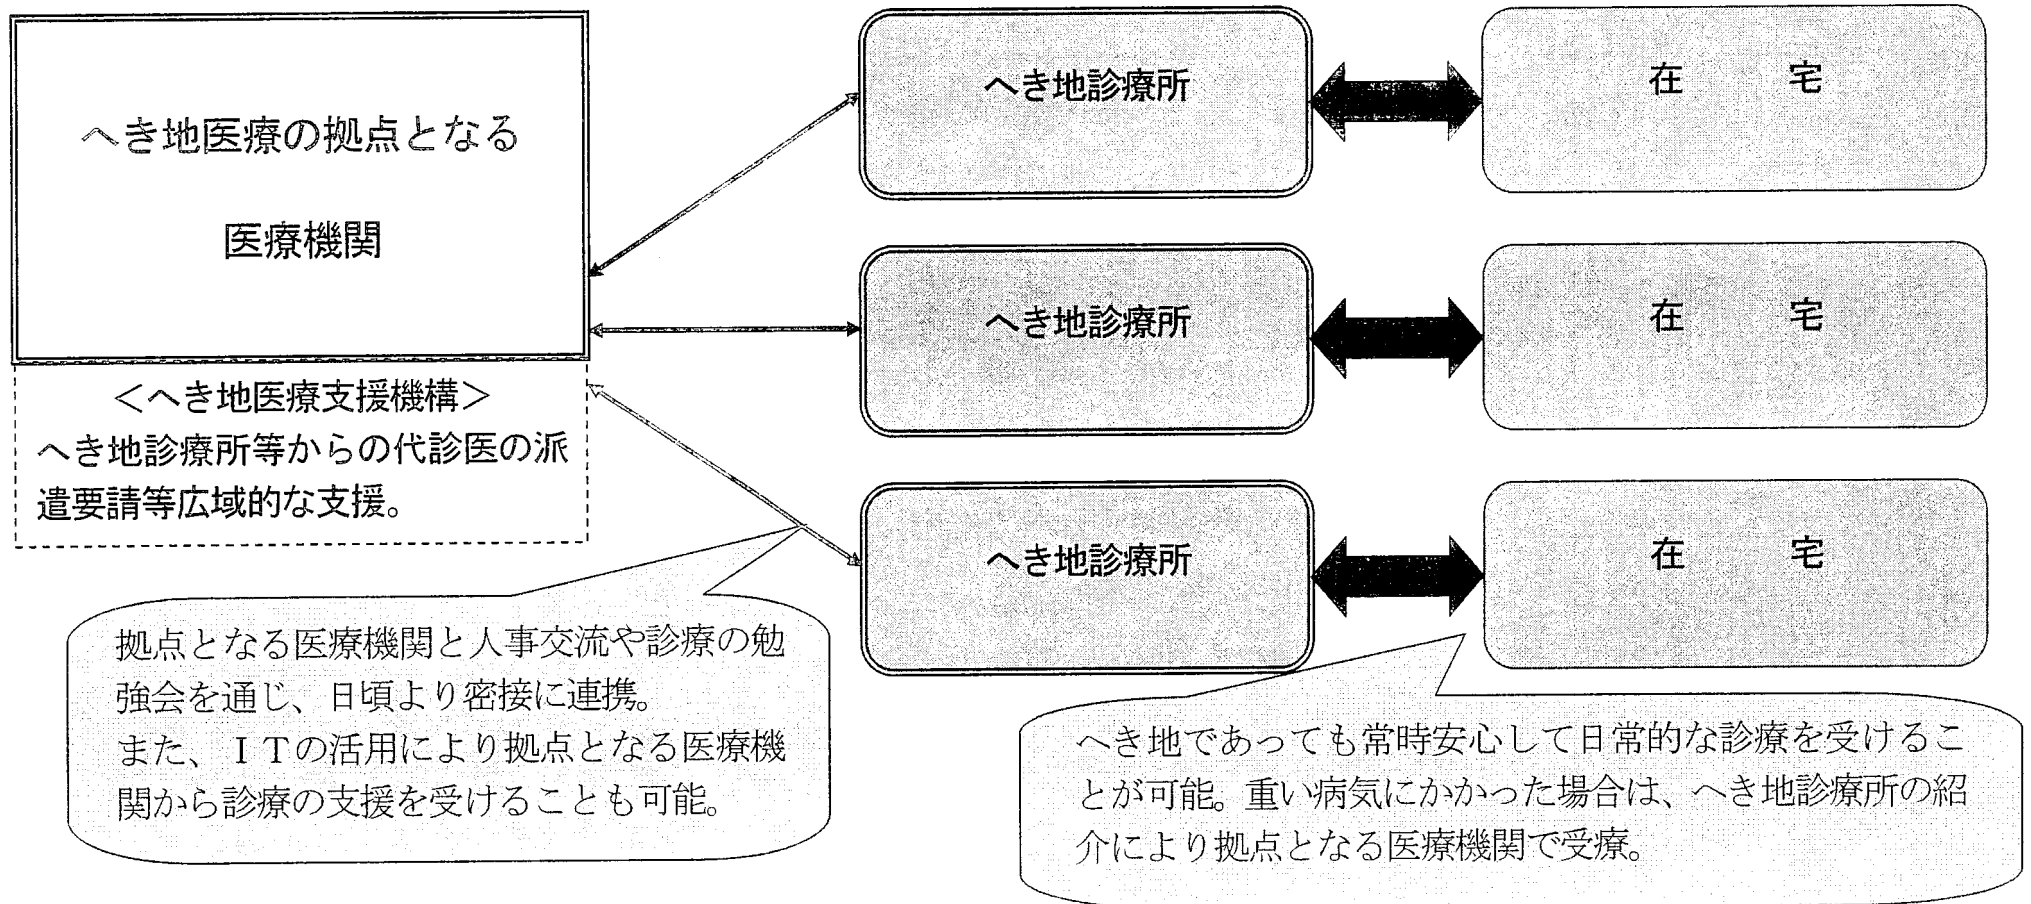 へき地医療の拠点となる
医療機関
＜へき地医療支援機構＞
へき地診療所等からの代診医の派
遣要請等広域的な支援。
へき地診療所
在　　宅
へき地診療所
在　　宅
へき地診療所
在　　宅
拠点となる医療機関と人事交流や診療の勉
強会を通じ、日頃より密接に連携。
また、ＩＴの活用により拠点となる医療機
関から診療の支援を受けることも可能。
へき地であっても常時安心して日常的な診療を受けるこ
とが可能。重い病気にかかった場合は、へき地診療所の紹
介により拠点となる医療機関で受療。